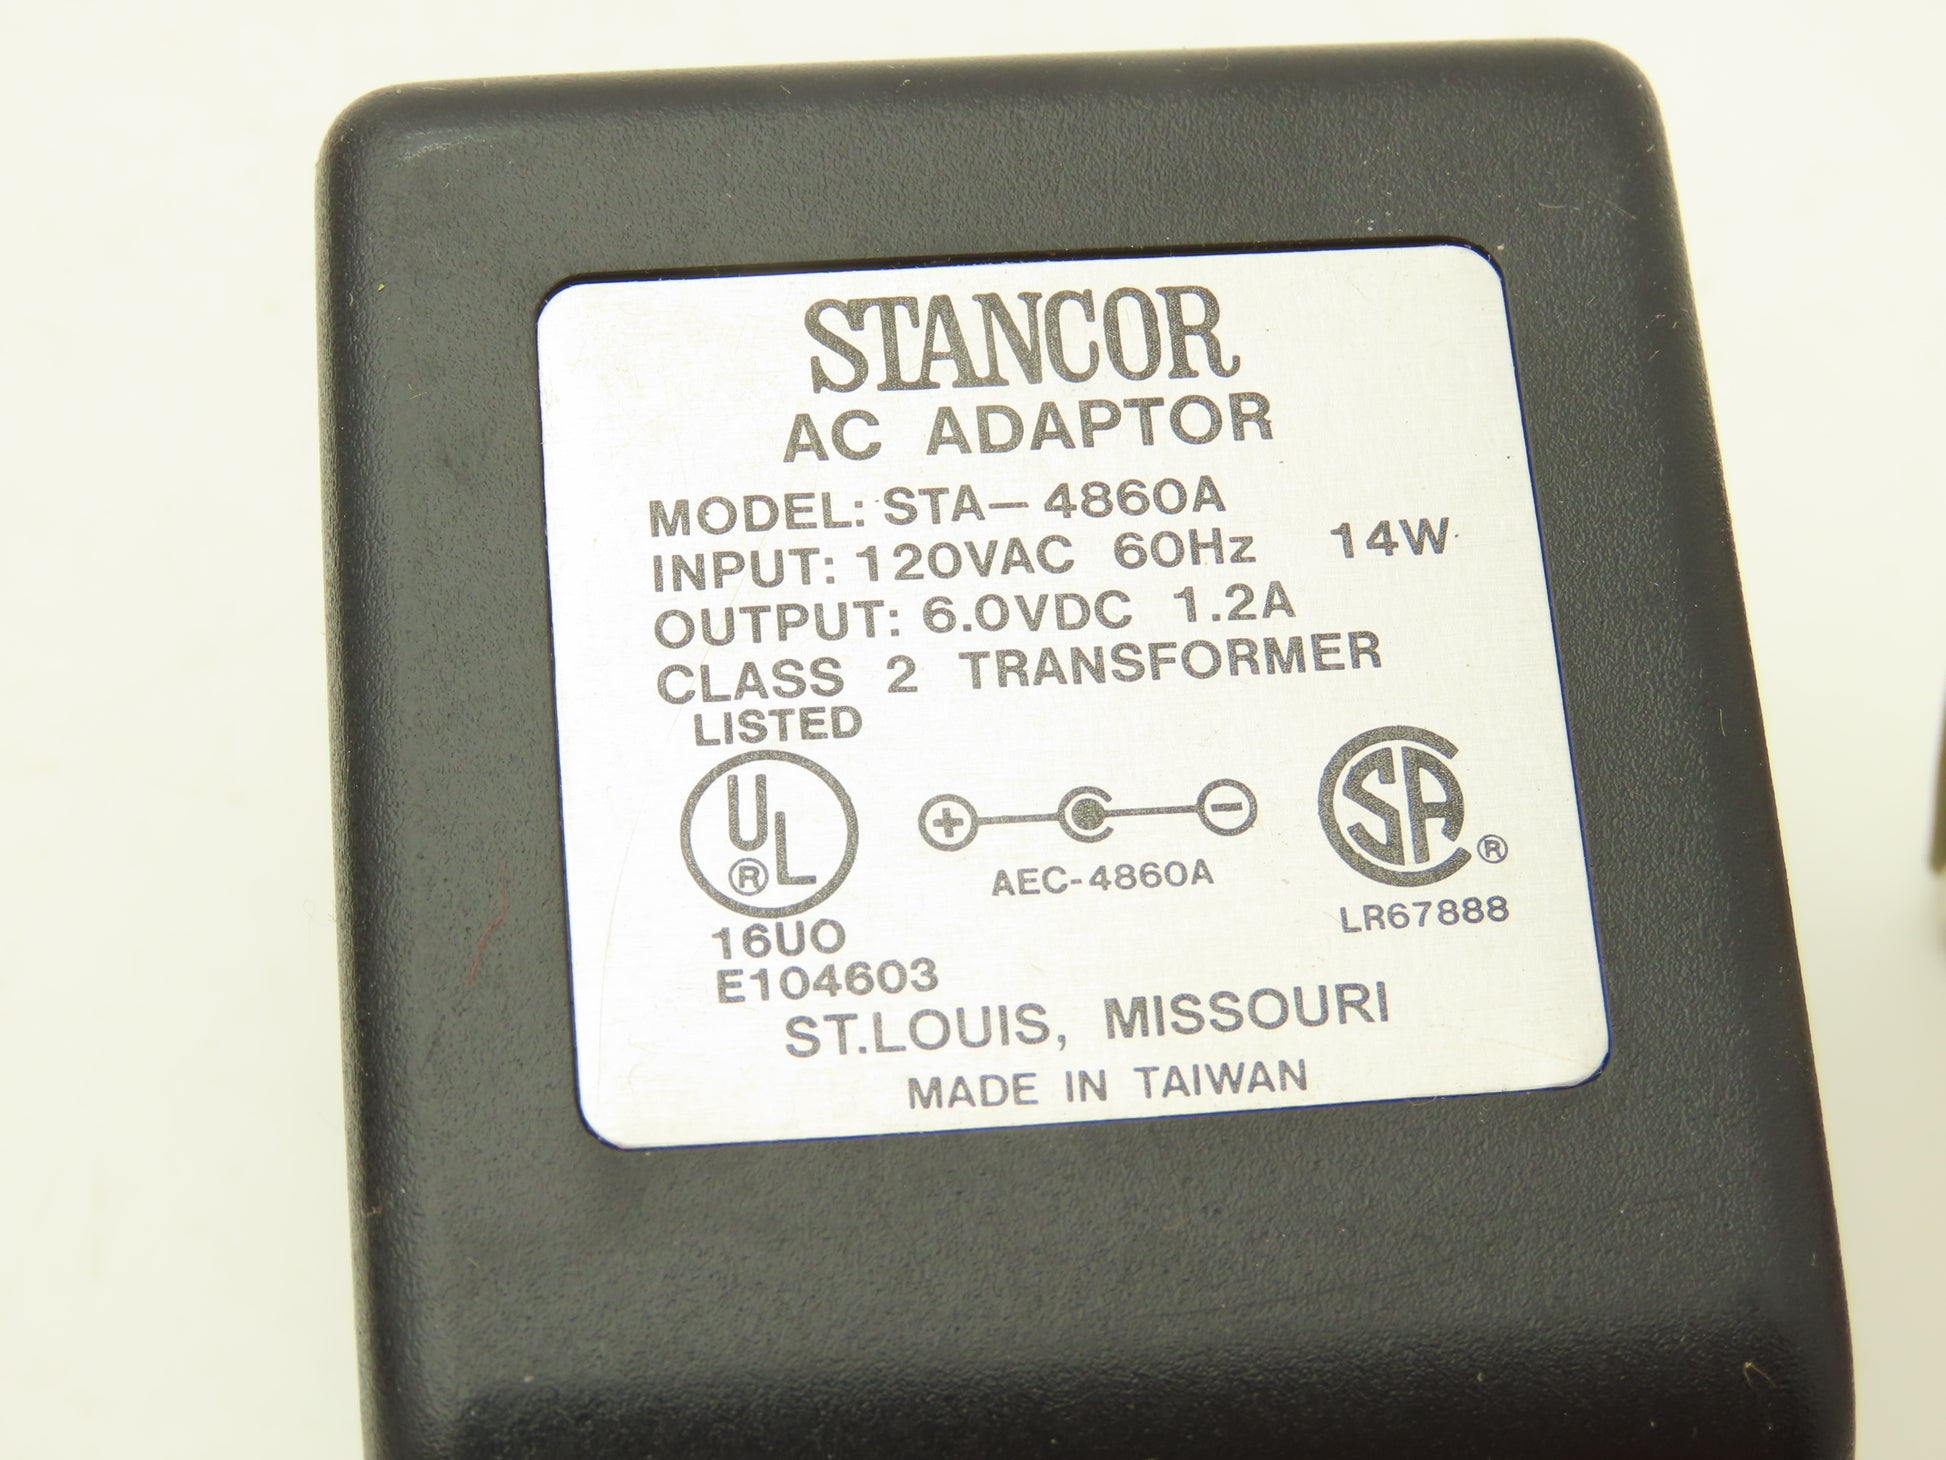 STANCOR
AC ADAPTOR
MODEL: STA-4860A
INPUT: 120VAC 60Hz 14W
OUTPUT: 6.0VDC 1.2A
CLASS 2 TRANSFORMER
LISTED
UL ®
16UO
E104603
+ -
AEC-4860A
SA ®
LR67888
ST.LOUIS, MISSOURI
MADE IN TAIWAN